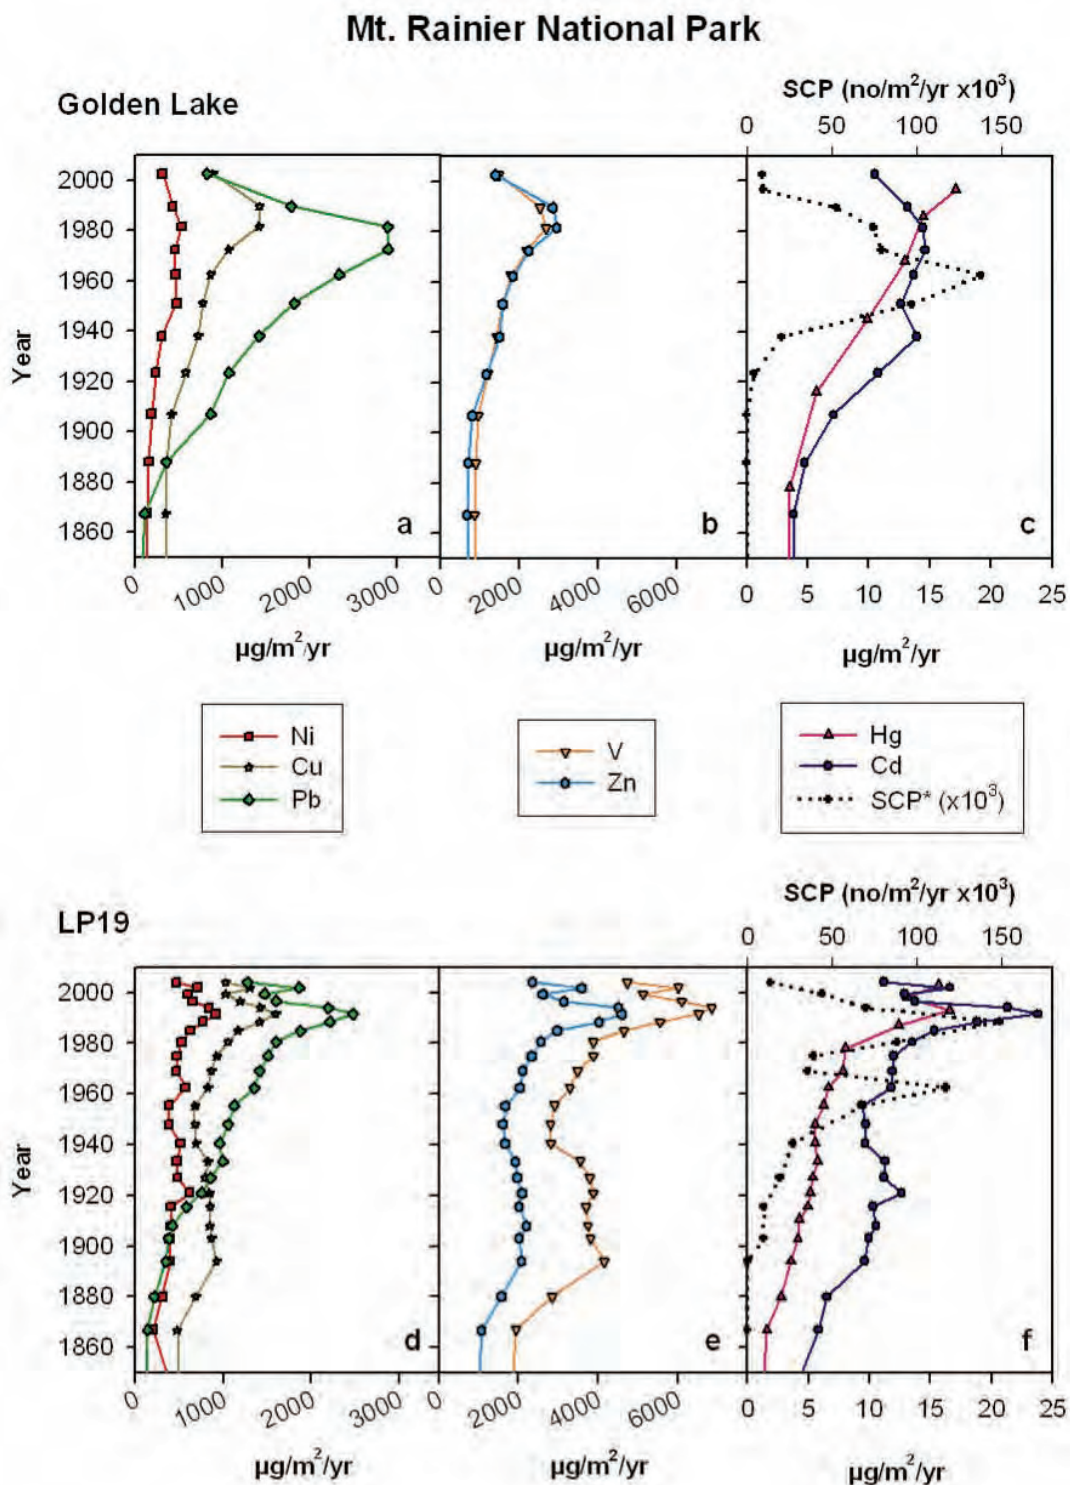 Mt. Rainier National Park
Golden Lake
SCP (no/m²/yr x10³)
0 50 100 150
Year
2000
1980
1960
1940
1920
1900
1880
1860
a
b
c
0 1000 2000 3000
0 2000 4000 6000
0 5 10 15 20 25
µg/m²/yr
µg/m²/yr
µg/m²/yr
Ni
Cu
Pb
V
Zn
Hg
Cd
SCP* (x10³)
LP19
SCP (no/m²/yr x10³)
0 50 100 150
Year
2000
1980
1960
1940
1920
1900
1880
1860
d
e
f
0 1000 2000 3000
0 2000 4000 6000
0 5 10 15 20 25
µg/m²/yr
µg/m²/yr
µg/m²/yr